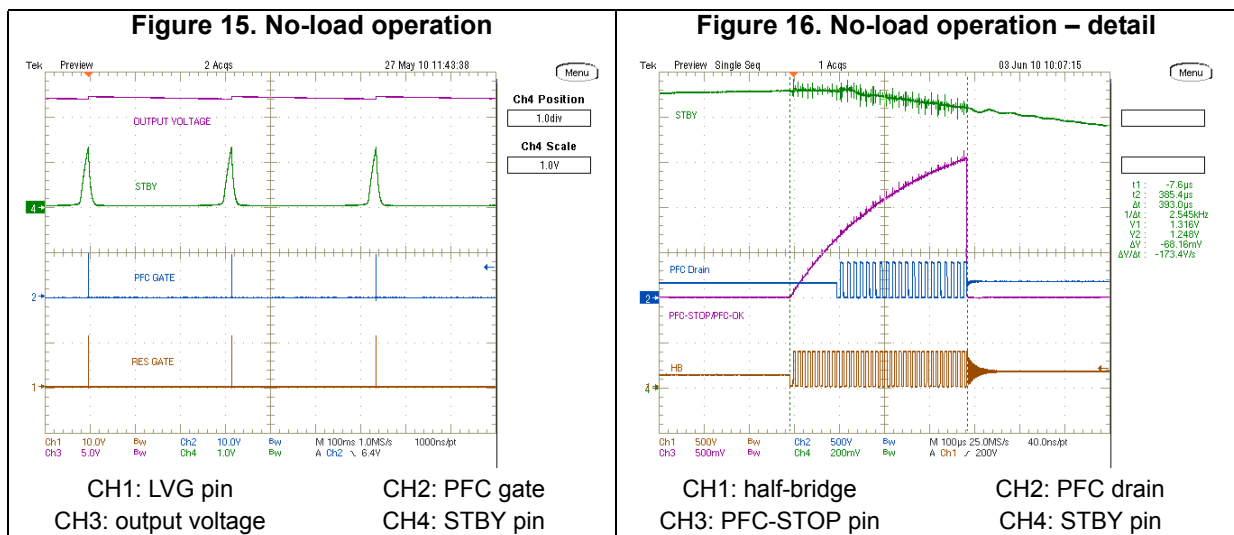 Figure 15. No-load operation
Tek Preview 2 Acqs 27 May 10 11:43:38
Menu
OUTPUT VOLTAGE
Ch4 Position
1.0div
Ch4 Scale
1.0V
STBY
4
PFC GATE
2
RES GATE
1
Ch1 10.0V Bw Ch2 10.0V Bw M 100ms 1.0MS/s 1000ns/pt
Ch3 5.0V Bw Ch4 1.0V Bw A Ch2 ∖ 6.4V
CH1: LVG pin CH2: PFC gate
CH3: output voltage CH4: STBY pin
Figure 16. No-load operation – detail
Tek Preview Single Seq 1 Acqs 03 Jun 10 10:07:15
Menu
STBY
t1 : -7.6µs
t2 : 385.4µs
Δt : 393.0µs
1/Δt : 2.545kHz
V1 : 1.316V
V2 : 1.248V
ΔV : -68.16mV
ΔV/Δt : -173.4V/s
PFC Drain
2
PFC-STOP/PFC-OK
HB
4
Ch1 500V Bw Ch2 500V Bw M 100µs 25.0MS/s 40.0ns/pt
Ch3 500mV Bw Ch4 200mV Bw A Ch1 ∕ 200V
CH1: half-bridge CH2: PFC drain
CH3: PFC-STOP pin CH4: STBY pin